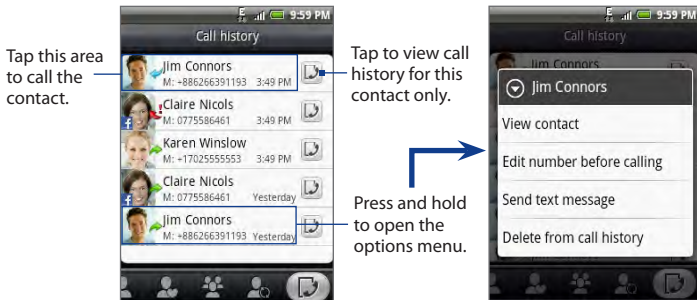 9:59 PM
Call history
Tap this area
to call the
contact.
Jim Connors
M: +886266391193 3:49 PM
Claire Nicols
M: 0775586461 3:49 PM
Karen Winslow
M: +17025555553 3:49 PM
Claire Nicols
M: 0775586461 Yesterday
Jim Connors
M: +886266391193 Yesterday
Tap to view call
history for this
contact only.
Press and hold
to open the
options menu.
9:59 PM
Call history
Jim Connors
Jim Connors
View contact
Edit number before calling
Send text message
Delete from call history